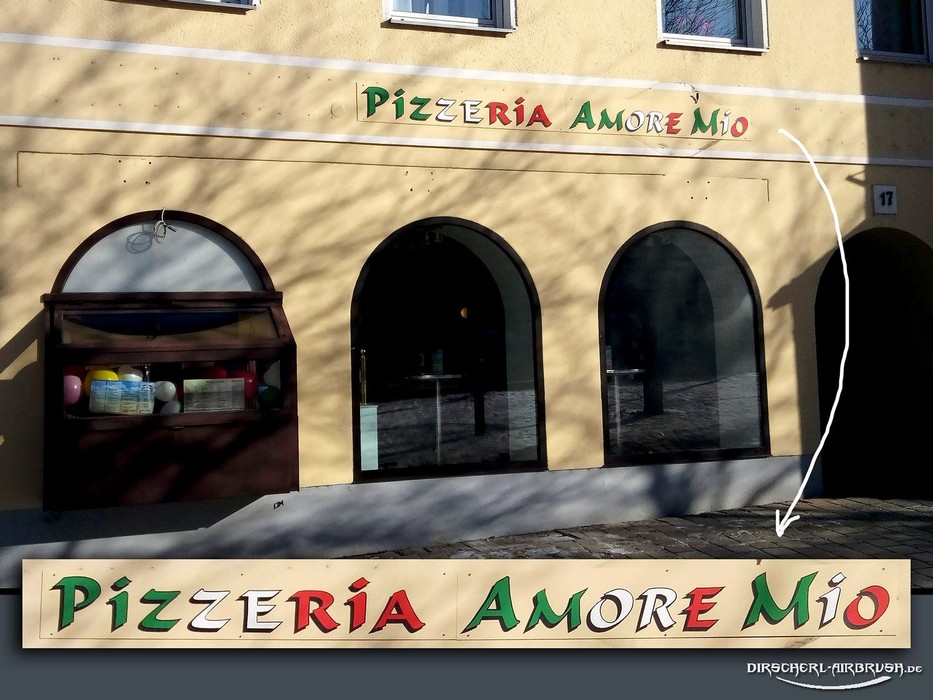 PIZZERIA AMORE MIO
17
PIZZERIA AMORE MIO
DIRSCHERL-AIRBRUSH.DE